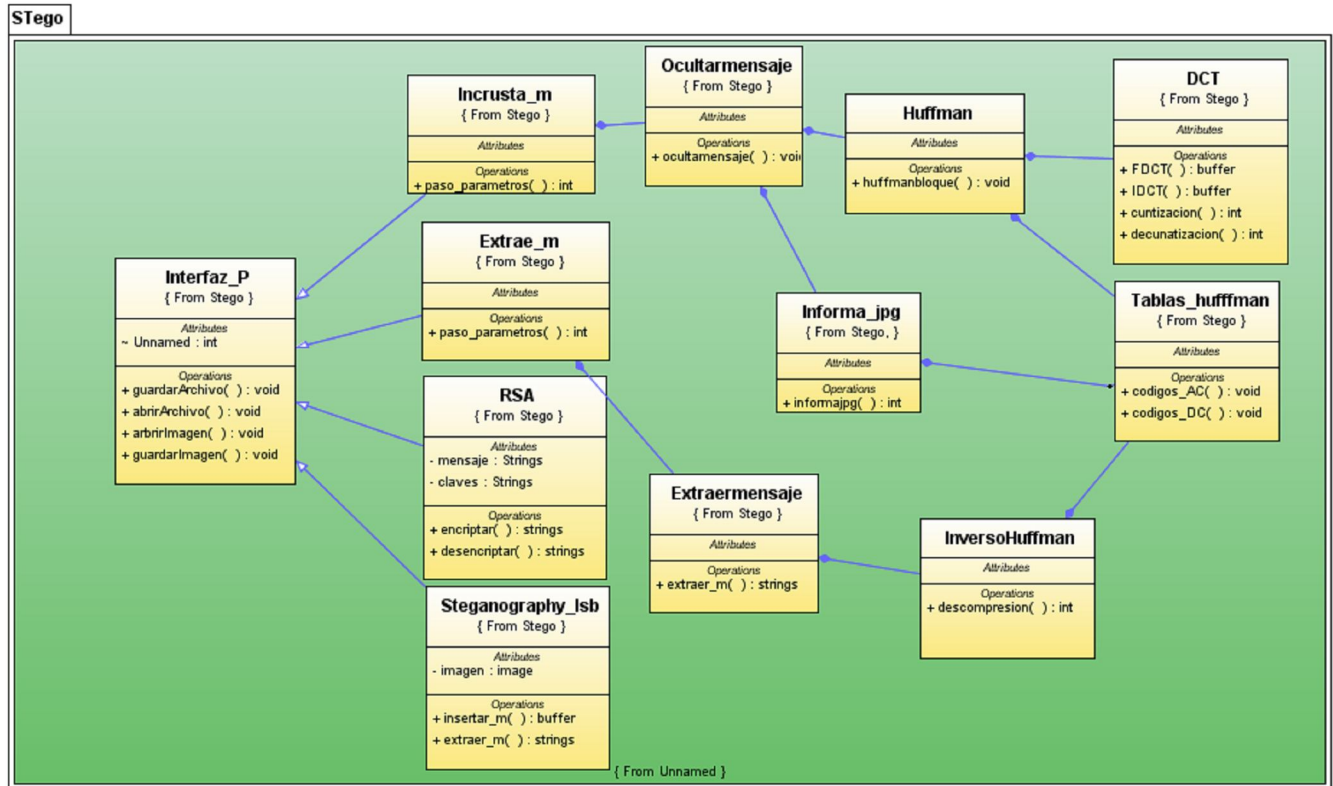 STego
Incrusta_m
{ From Stego }
Attributes
Operations
+ paso_parametros( ) : int
Ocultarmensaje
{ From Stego }
Attributes
Operations
+ ocultamensaje( ) : voi
Huffman
Attributes
Operations
+ huffmanbloque( ) : void
DCT
{ From Stego }
Attributes
Operations
+ FDCT( ) : buffer
+ IDCT( ) : buffer
+ cuntizacion( ) : int
+ decunatizacion( ) : int
Interfaz_P
{ From Stego }
Attributes
~ Unnamed : int
Operations
+ guardarArchivo( ) : void
+ abrirArchivo( ) : void
+ arbrirImagen( ) : void
+ guardarImagen( ) : void
Extrae_m
{ From Stego }
Attributes
Operations
+ paso_parametros( ) : int
Informa_jpg
{ From Stego, }
Attributes
Operations
+ informajpg( ) : int
Tablas_hufffman
{ From Stego }
Attributes
Operations
+ codigos_AC( ) : void
+ codigos_DC( ) : void
RSA
{ From Stego }
Attributes
- mensaje : Strings
- claves : Strings
Operations
+ encriptar( ) : strings
+ desencriptar( ) : strings
Extraermensaje
{ From Stego }
Attributes
Operations
+ extraer_m( ) : strings
InversoHuffman
Attributes
Operations
+ descompresion( ) : int
Steganography_lsb
{ From Stego }
Attributes
- imagen : image
Operations
+ insertar_m( ) : buffer
+ extraer_m( ) : strings
{ From Unnamed }